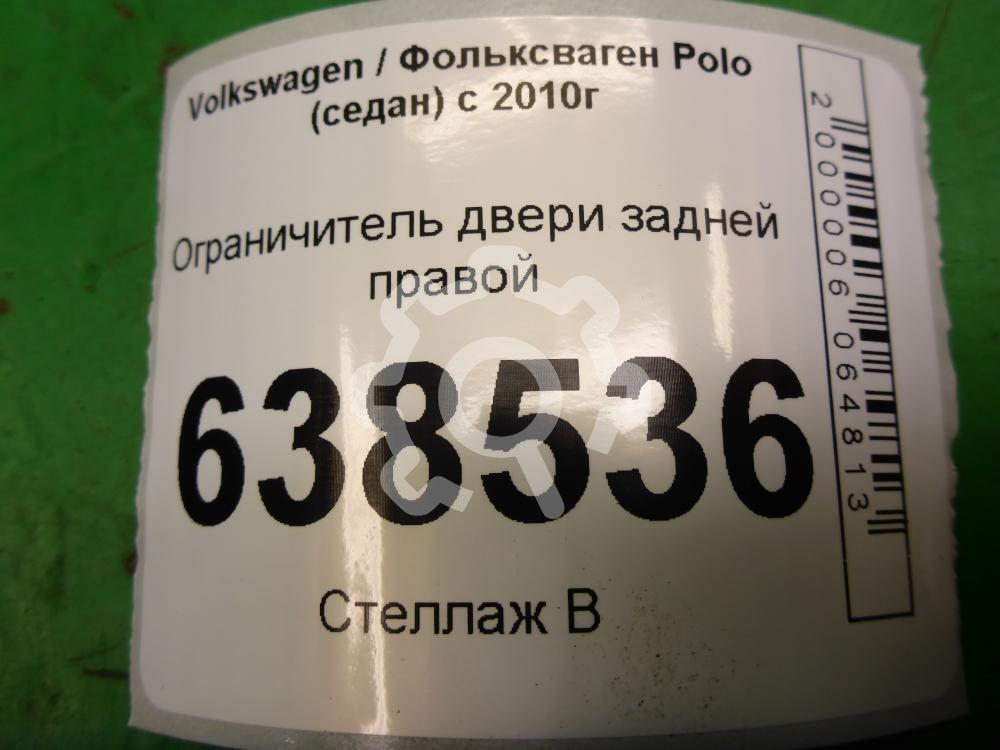 Volkswagen / Фольксваген Polo
(седан) с 2010г
Ограничитель двери задней
правой
638536
Стеллаж В
2000006064813